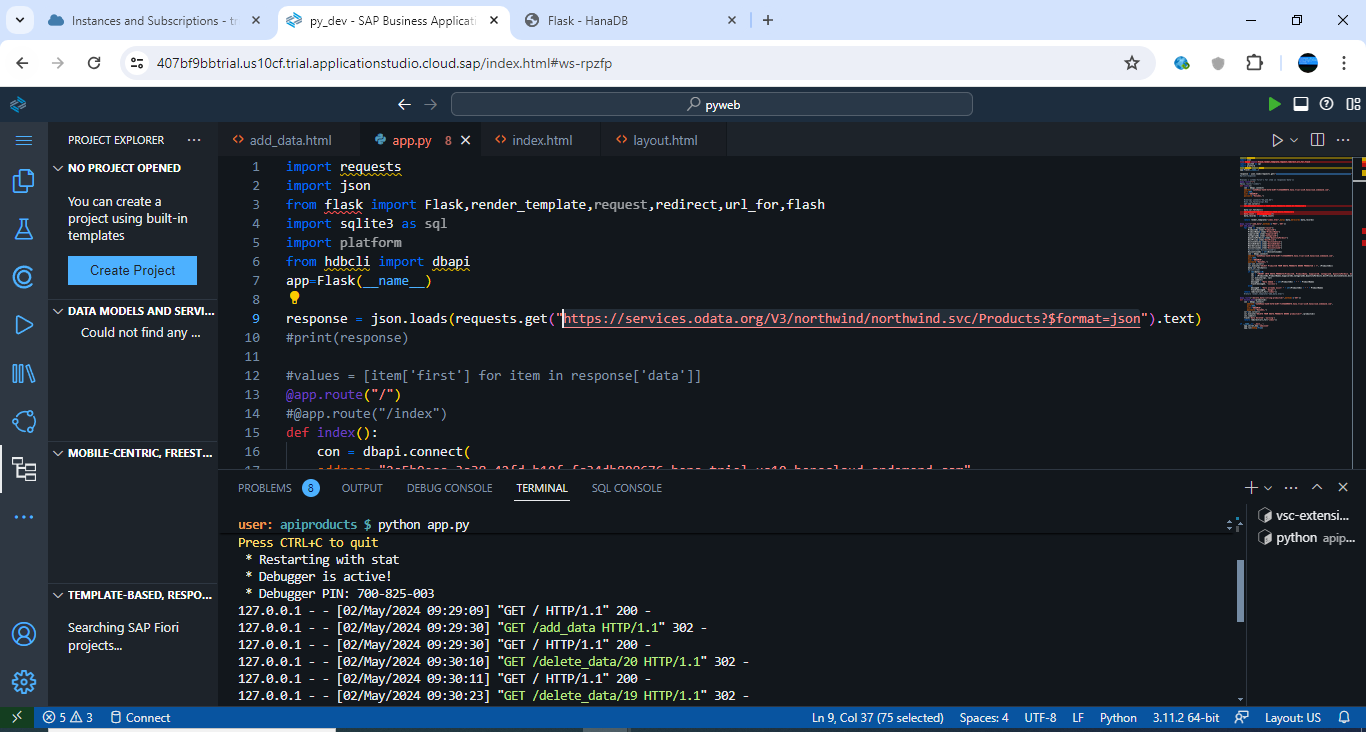 Instances and Subscriptions - tr
py_dev - SAP Business Applicati
Flask - HanaDB
407bf9bbtrial.us10cf.trial.applicationstudio.cloud.sap/index.html#ws-rpzfp
pyweb
PROJECT EXPLORER
NO PROJECT OPENED
You can create a
project using built-in
templates
Create Project
DATA MODELS AND SERVI...
Could not find any ...
MOBILE-CENTRIC, FREEST...
TEMPLATE-BASED, RESPO...
Searching SAP Fiori
projects...
add_data.html
app.py 8
index.html
layout.html
1 import requests
2 import json
3 from flask import Flask,render_template,request,redirect,url_for,flash
4 import sqlite3 as sql
5 import platform
6 from hdbcli import dbapi
7 app=Flask(__name__)
8
9 response = json.loads(requests.get("https://services.odata.org/V3/northwind/northwind.svc/Products?$format=json").text)
10 #print(response)
11
12 #values = [item['first'] for item in response['data']]
13 @app.route("/")
14 #@app.route("/index")
15 def index():
16 con = dbapi.connect(
PROBLEMS 8 OUTPUT DEBUG CONSOLE TERMINAL SQL CONSOLE
user: apiproducts $ python app.py
Press CTRL+C to quit
* Restarting with stat
* Debugger is active!
* Debugger PIN: 700-825-003
127.0.0.1 - - [02/May/2024 09:29:09] "GET / HTTP/1.1" 200 -
127.0.0.1 - - [02/May/2024 09:29:30] "GET /add_data HTTP/1.1" 302 -
127.0.0.1 - - [02/May/2024 09:29:30] "GET / HTTP/1.1" 200 -
127.0.0.1 - - [02/May/2024 09:30:10] "GET /delete_data/20 HTTP/1.1" 302 -
127.0.0.1 - - [02/May/2024 09:30:11] "GET / HTTP/1.1" 200 -
127.0.0.1 - - [02/May/2024 09:30:23] "GET /delete_data/19 HTTP/1.1" 302 -
vsc-extensi...
python apip...
5 3 Connect
Ln 9, Col 37 (75 selected) Spaces: 4 UTF-8 LF Python 3.11.2 64-bit Layout: US